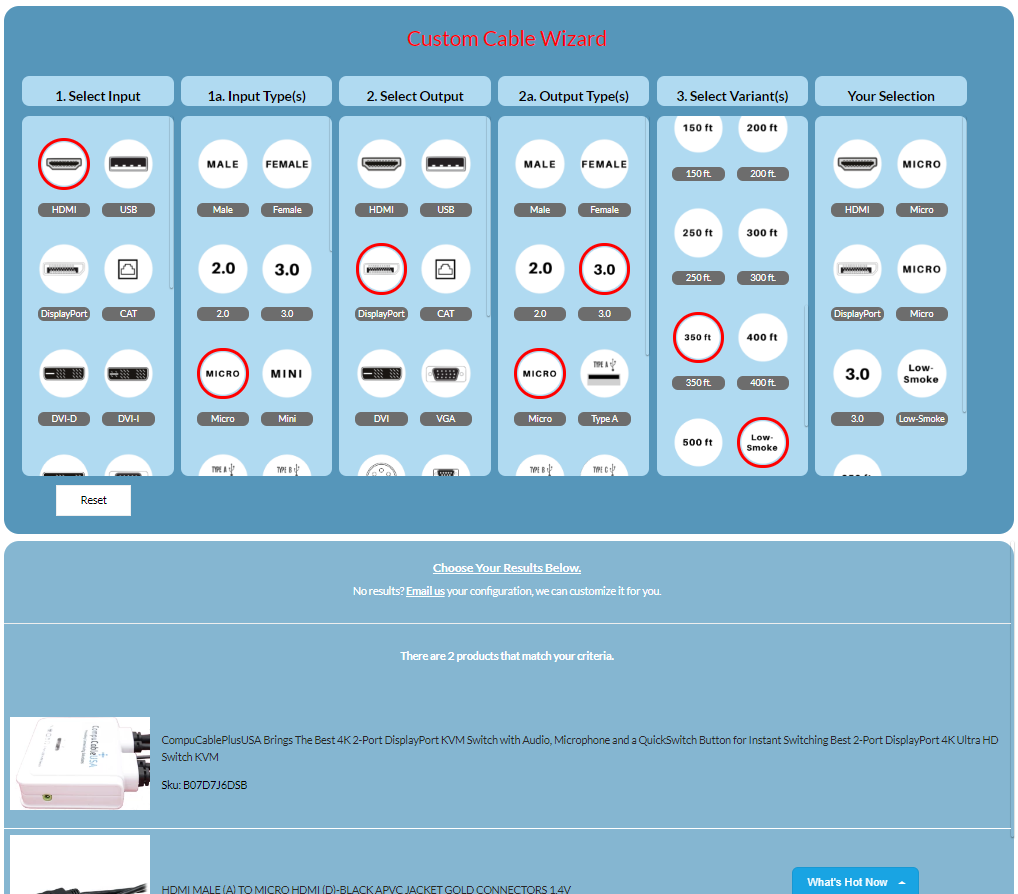 Custom Cable Wizard
1. Select Input
1a. Input Type(s)
2. Select Output
2a. Output Type(s)
3. Select Variant(s)
Your Selection
HDMI USB
DisplayPort CAT
DVI-D DVI-I
MALE FEMALE
Male Female
2.0 3.0
2.0 3.0
MICRO MINI
Micro Mini
TYPE A TYPE B
HDMI USB
DisplayPort CAT
DVI VGA
MALE FEMALE
Male Female
2.0 3.0
2.0 3.0
MICRO TYPE A
Micro Type A
TYPE B TYPE C
150 ft 200 ft
150 ft. 200 ft.
250 ft 300 ft
250 ft. 300 ft.
350 ft 400 ft
350 ft. 400 ft.
500 ft Low-
Smoke
MICRO
HDMI Micro
MICRO
DisplayPort Micro
3.0 Low-
Smoke
3.0 Low-Smoke
Reset
Choose Your Results Below.
No results? Email us your configuration, we can customize it for you.
There are 2 products that match your criteria.
CompuCablePlusUSA Brings The Best 4K 2-Port DisplayPort KVM Switch with Audio, Microphone and a QuickSwitch Button for Instant Switching Best 2-Port DisplayPort 4K Ultra HD
Switch KVM
Sku: B07D7J6DSB
HDMI MALE (A) TO MICRO HDMI (D)-BLACK APVC JACKET GOLD CONNECTORS 1.4V
What's Hot Now